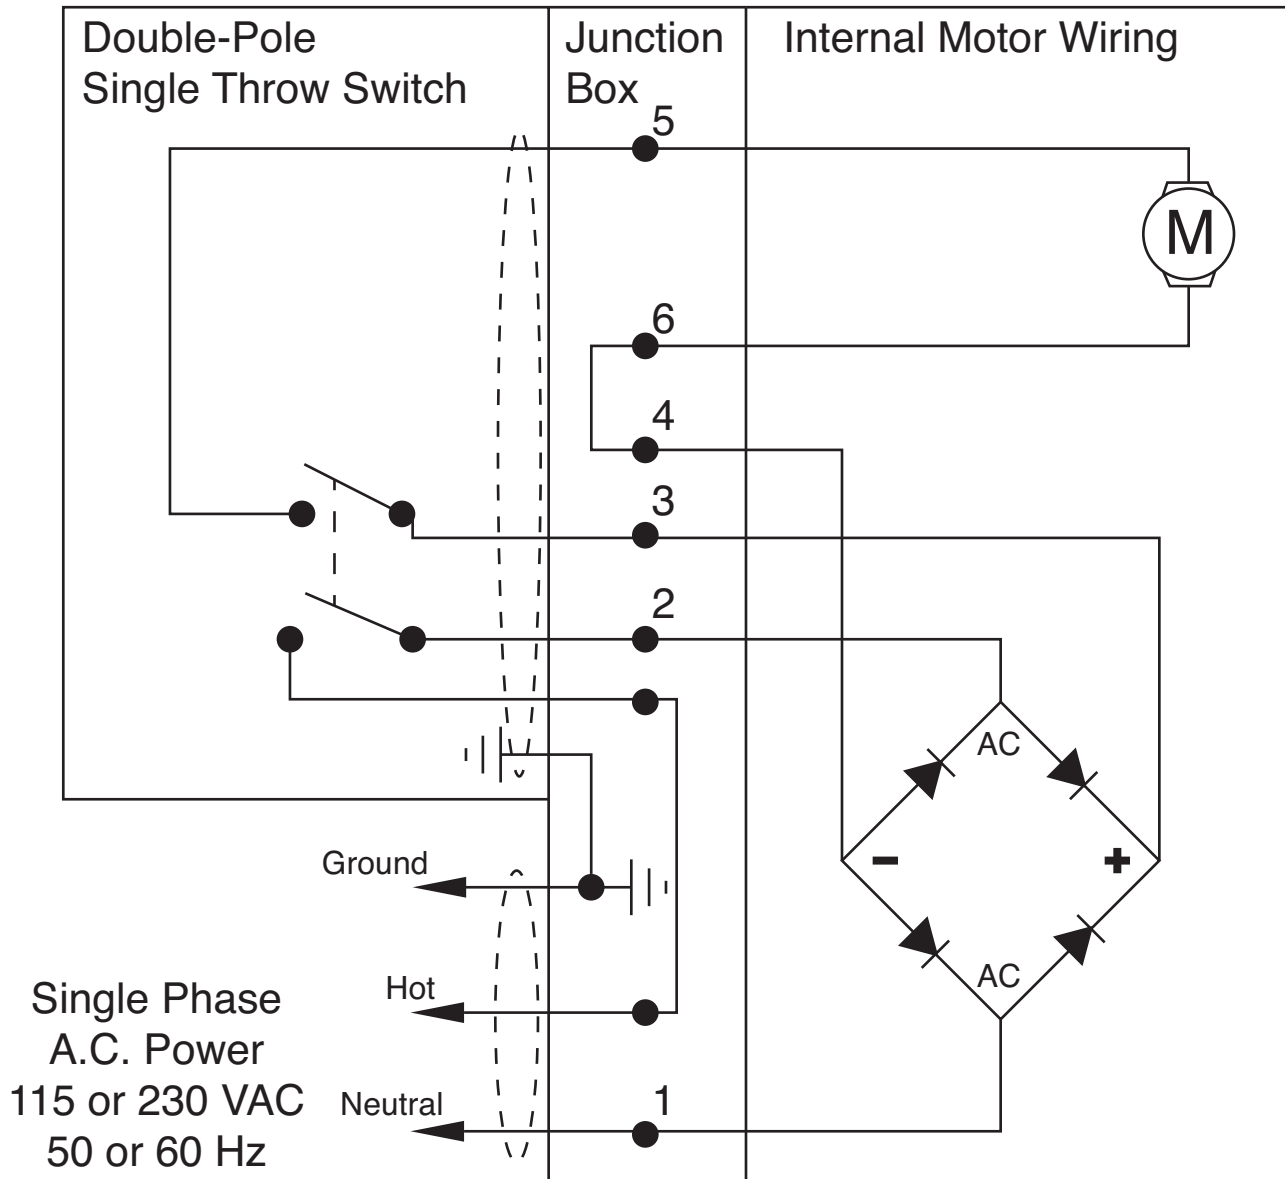 Double-Pole
Single Throw Switch
Junction
Box
Internal Motor Wiring
5
M
6
4
3
2
AC
Ground
AC
Hot
Single Phase
A.C. Power
115 or 230 VAC
50 or 60 Hz
Neutral
1